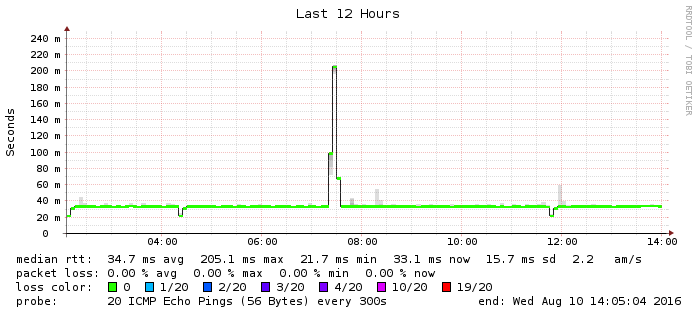 Last 12 Hours
RRDTOOL / TOBI OETIKER
Seconds
240 m
220 m
200 m
180 m
160 m
140 m
120 m
100 m
80 m
60 m
40 m
20 m
0
04:00 06:00 08:00 10:00 12:00 14:00
median rtt: 34.7 ms avg 205.1 ms max 21.7 ms min 33.1 ms now 15.7 ms sd 2.2 am/s
packet loss: 0.00 % avg 0.00 % max 0.00 % min 0.00 % now
loss color: 0 1/20 2/20 3/20 4/20 10/20 19/20
probe: 20 ICMP Echo Pings (56 Bytes) every 300s end: Wed Aug 10 14:05:04 2016